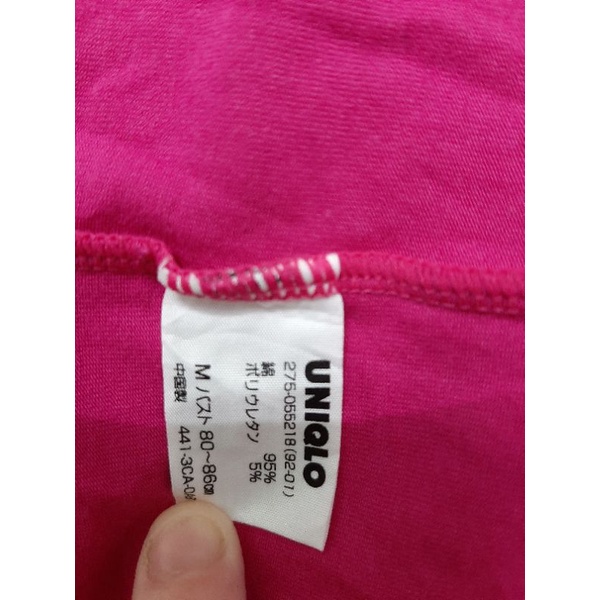 UNIQLO
275-055218(92-01)
綿 95%
ポリウレタン 5%
M バスト 80～86㎝
中国製 441-3CA-